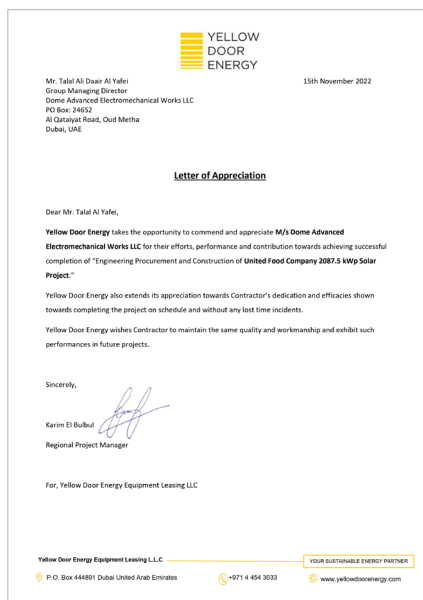 YELLOW
DOOR
ENERGY
Mr. Talal Ali Daair Al Yafei
15th November 2022
Group Managing Director
Dome Advanced Electromechanical Works LLC
PO Box: 24652
Al Qataiyat Road, Oud Metha
Dubai, UAE
Letter of Appreciation
Dear Mr. Talal Al Yafei,
Yellow Door Energy takes the opportunity to commend and appreciate M/s Dome Advanced
Electromechanical Works LLC for their efforts, performance and contribution towards achieving successful
completion of "Engineering Procurement and Construction of United Food Company 2087.5 kWp Solar
Project."
Yellow Door Energy also extends its appreciation towards Contractor's dedication and efficacies shown
towards completing the project on schedule and without any lost time incidents.
Yellow Door Energy wishes Contractor to maintain the same quality and workmanship and exhibit such
performances in future projects.
Sincerely,
Karim El Bulbul
Regional Project Manager
For, Yellow Door Energy Equipment Leasing LLC
Yellow Door Energy Equipment Leasing L.L.C
YOUR SUSTAINABLE ENERGY PARTNER
P.O. Box 444891 Dubai United Arab Emirates
+971 4 454 3033
www.yellowdoorenergy.com